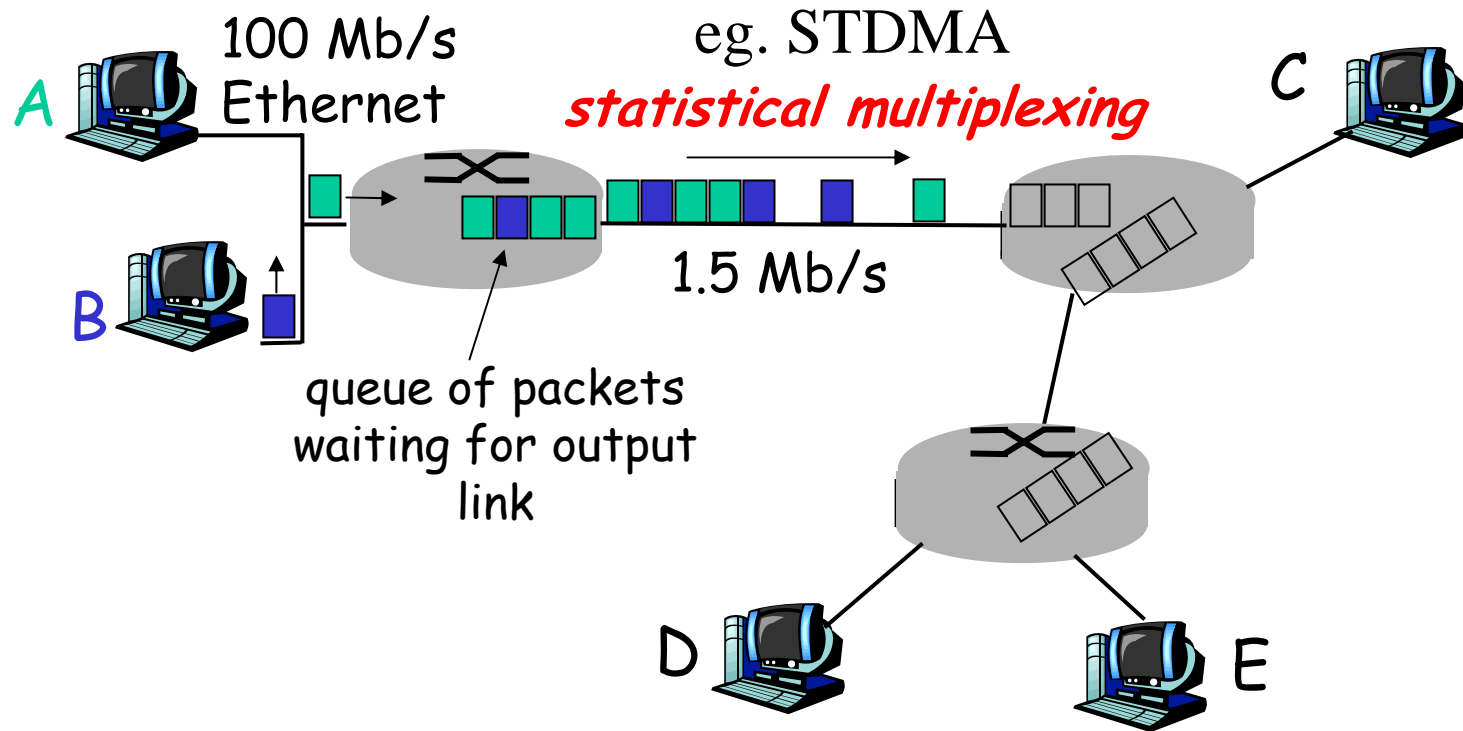 100 Mb/s
Ethernet
eg. STDMA
statistical multiplexing
A
C
B
1.5 Mb/s
queue of packets
waiting for output
link
D
E